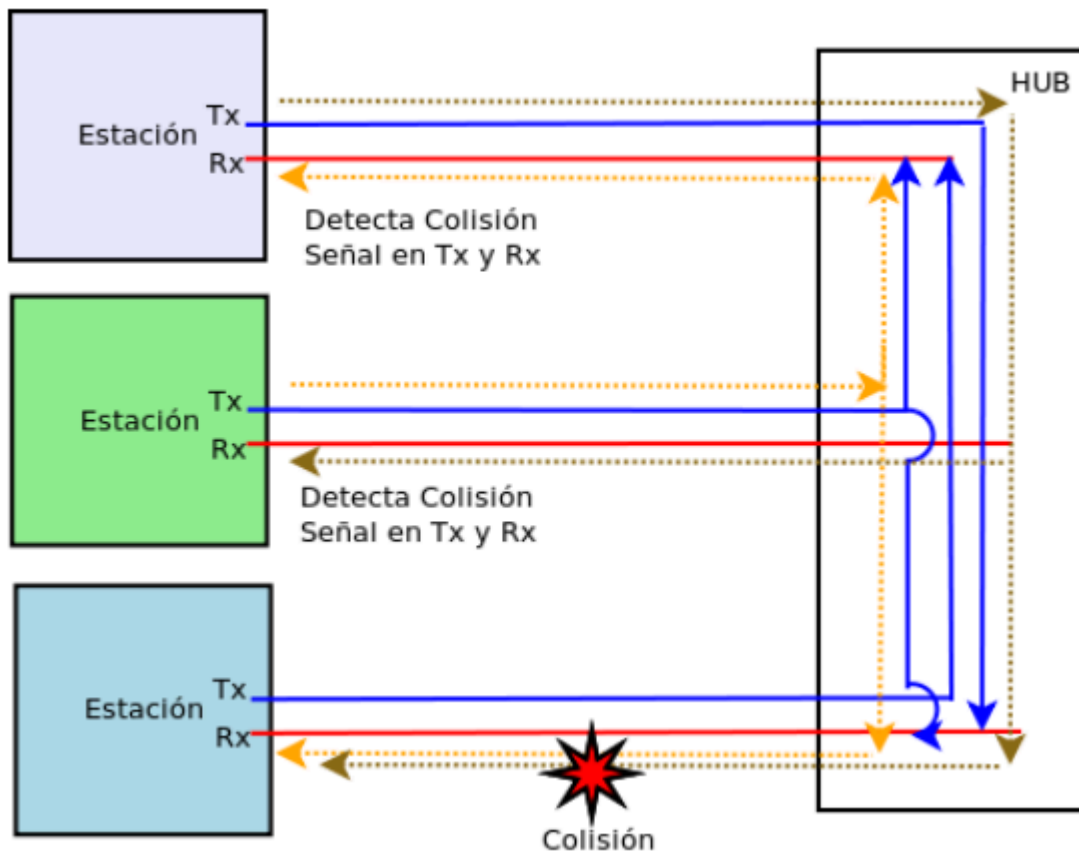 HUB
Tx
Estación
Rx
Detecta Colisión
Señal en Tx y Rx
Tx
Estación
Rx
Detecta Colisión
Señal en Tx y Rx
Tx
Estación
Rx
Colisión